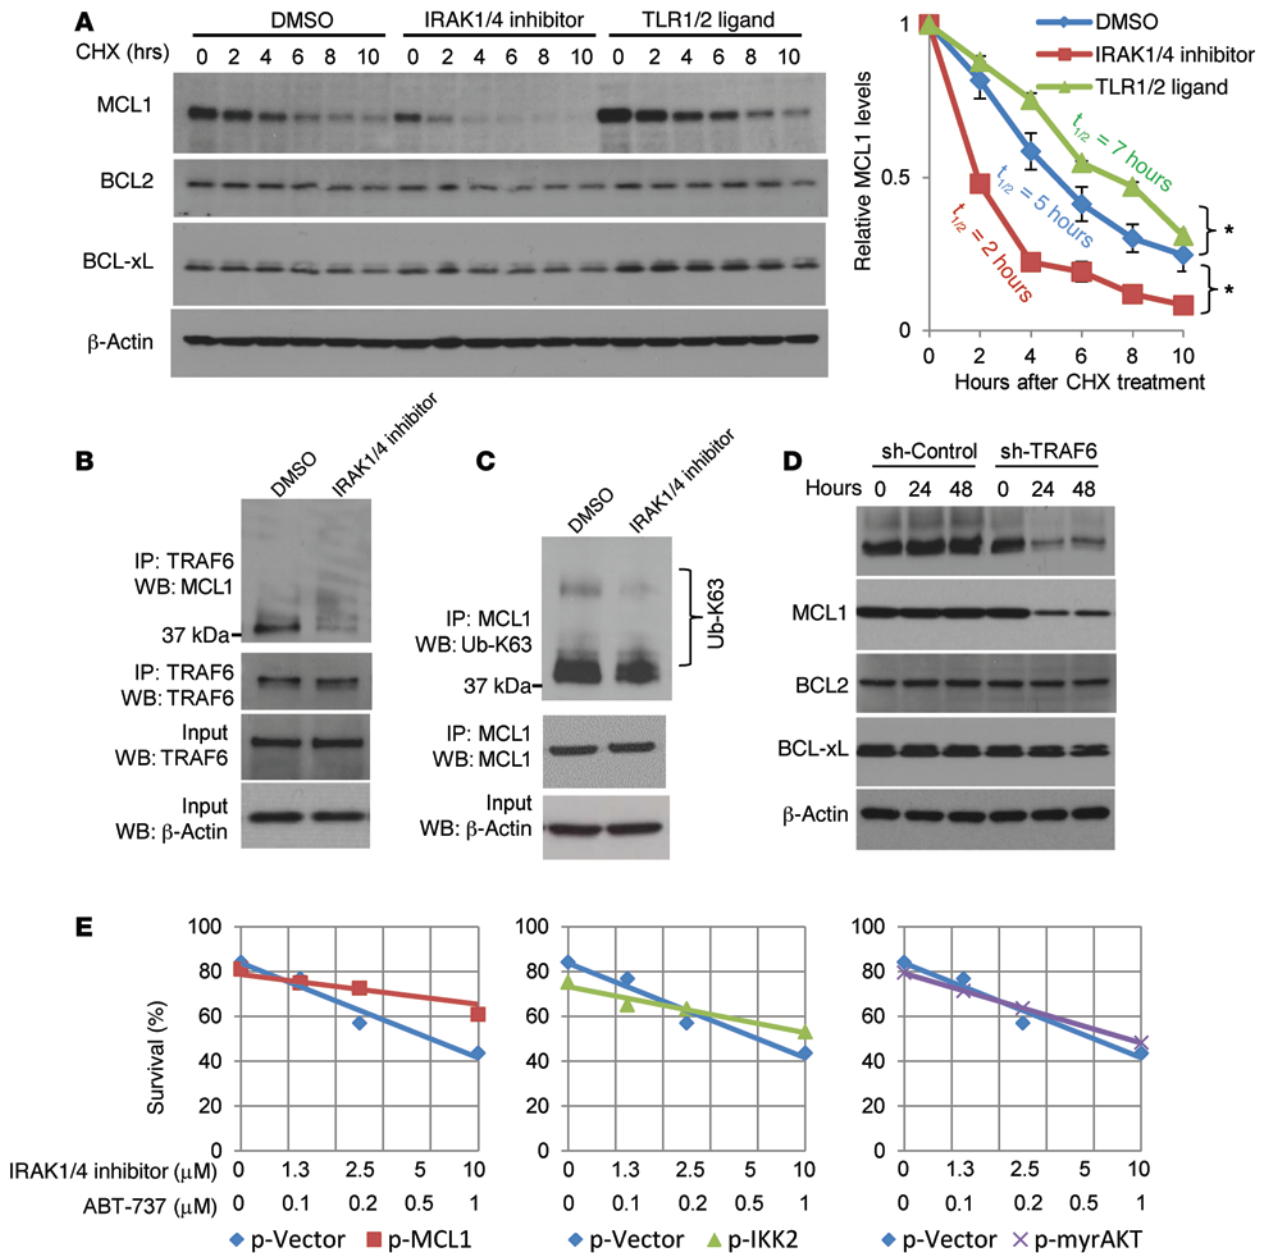 A
DMSO IRAK1/4 inhibitor TLR1/2 ligand
CHX (hrs) 0 2 4 6 8 10 0 2 4 6 8 10 0 2 4 6 8 10
MCL1
BCL2
BCL-xL
β-Actin
DMSO
IRAK1/4 inhibitor
TLR1/2 ligand
Relative MCL1 levels
1
0.5
0
t1/2 = 7 hours
t1/2 = 5 hours
t1/2 = 2 hours
*
*
0 2 4 6 8 10
Hours after CHX treatment
B
DMSO
IRAK1/4 inhibitor
IP: TRAF6
WB: MCL1
37 kDa
IP: TRAF6
WB: TRAF6
Input
WB: TRAF6
Input
WB: β-Actin
C
DMSO
IRAK1/4 inhibitor
IP: MCL1
WB: Ub-K63
Ub-K63
37 kDa
IP: MCL1
WB: MCL1
Input
WB: β-Actin
D
sh-Control sh-TRAF6
Hours 0 24 48 0 24 48
MCL1
BCL2
BCL-xL
β-Actin
E
Survival (%)
100
80
60
40
20
0
100
80
60
40
20
0
100
80
60
40
20
0
IRAK1/4 inhibitor (μM) 0 1.3 2.5 5 10 0 1.3 2.5 5 10 0 1.3 2.5 5 10
ABT-737 (μM) 0 0.1 0.2 0.5 1 0 0.1 0.2 0.5 1 0 0.1 0.2 0.5 1
p-Vector p-MCL1 p-Vector p-IKK2 p-Vector p-myrAKT